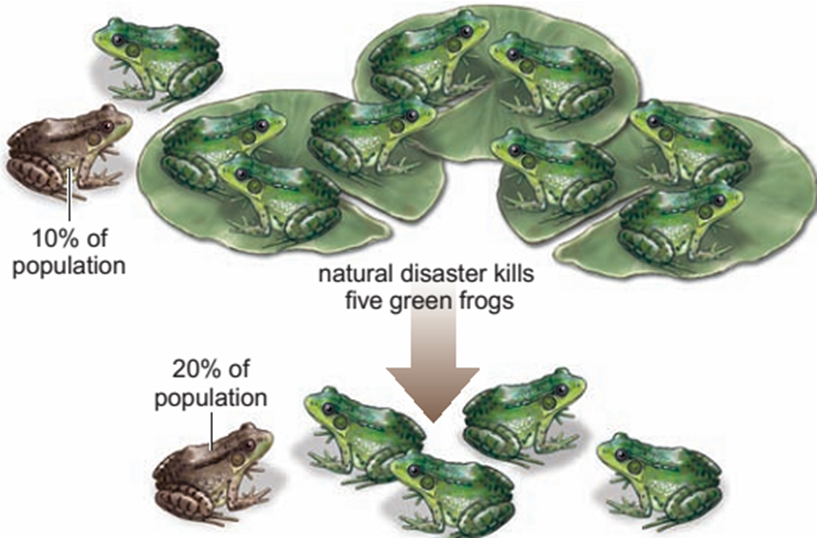 10% of
population
natural disaster kills
five green frogs
20% of
population